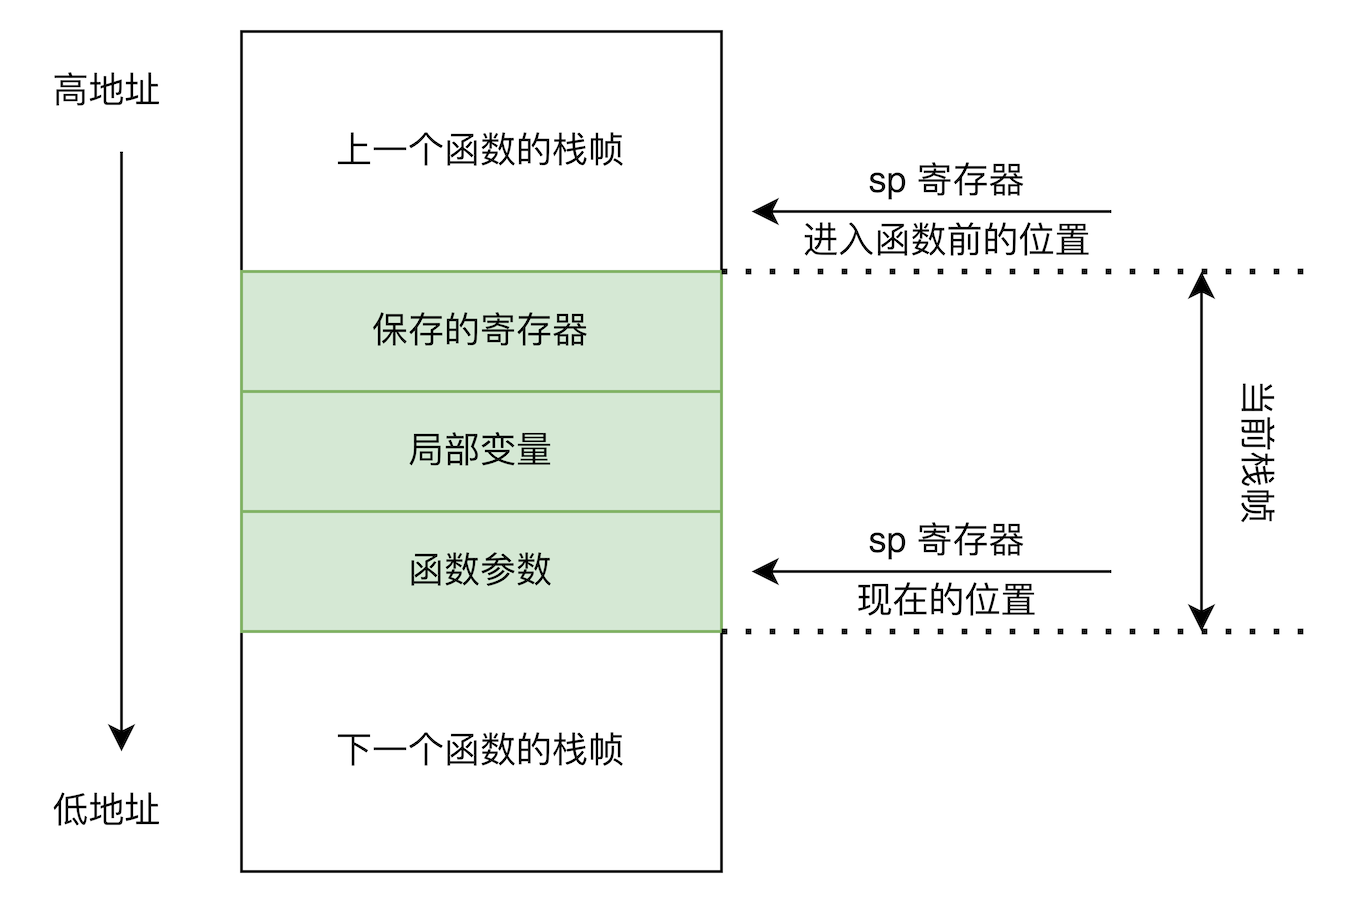 高地址
上一个函数的栈帧
sp 寄存器
进入函数前的位置
保存的寄存器
局部变量
当前栈帧
函数参数
sp 寄存器
现在的位置
下一个函数的栈帧
低地址